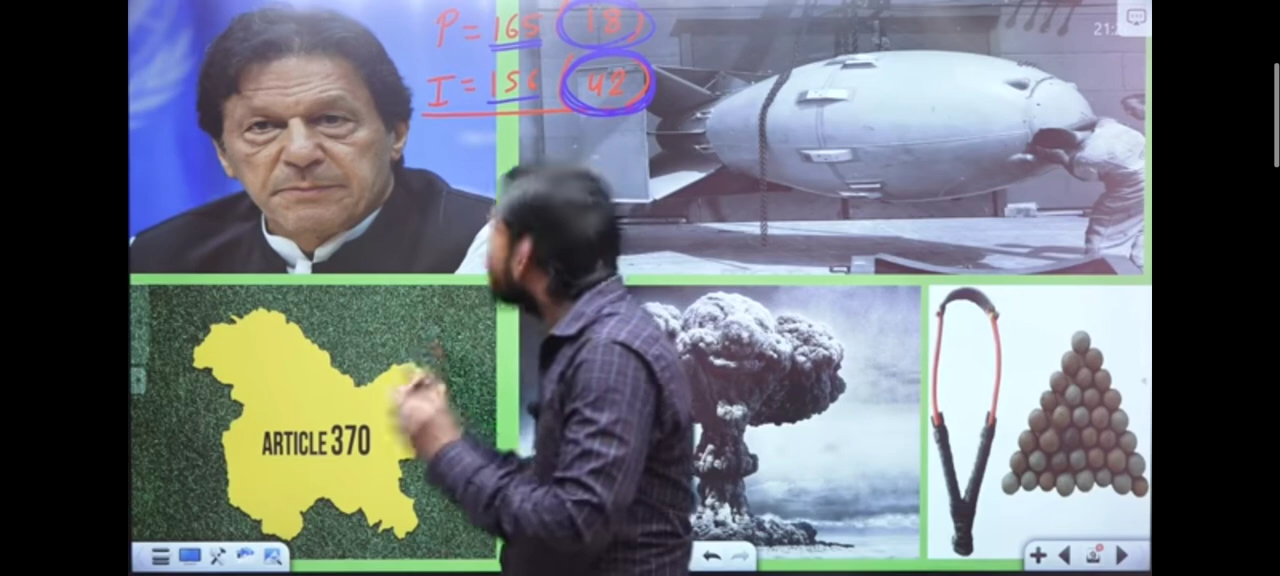 P = 165 (18)
I = 156 (42)
ARTICLE 370